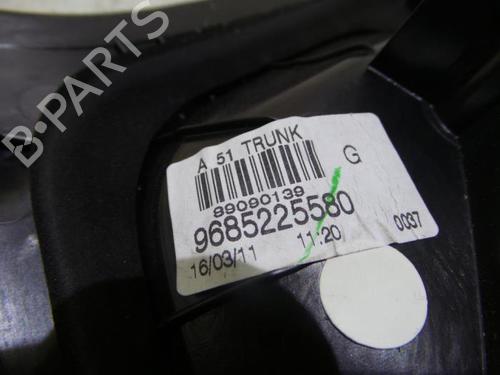 B-PARTS
A 51 TRUNK
G
89090139
9685225580
16/03/11 11:20 0037